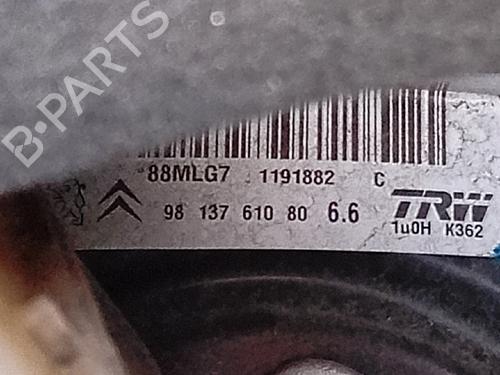 B-PARTS
88MLG7 1191882 C
98 137 610 80 6.6 TRW
1u0H K362